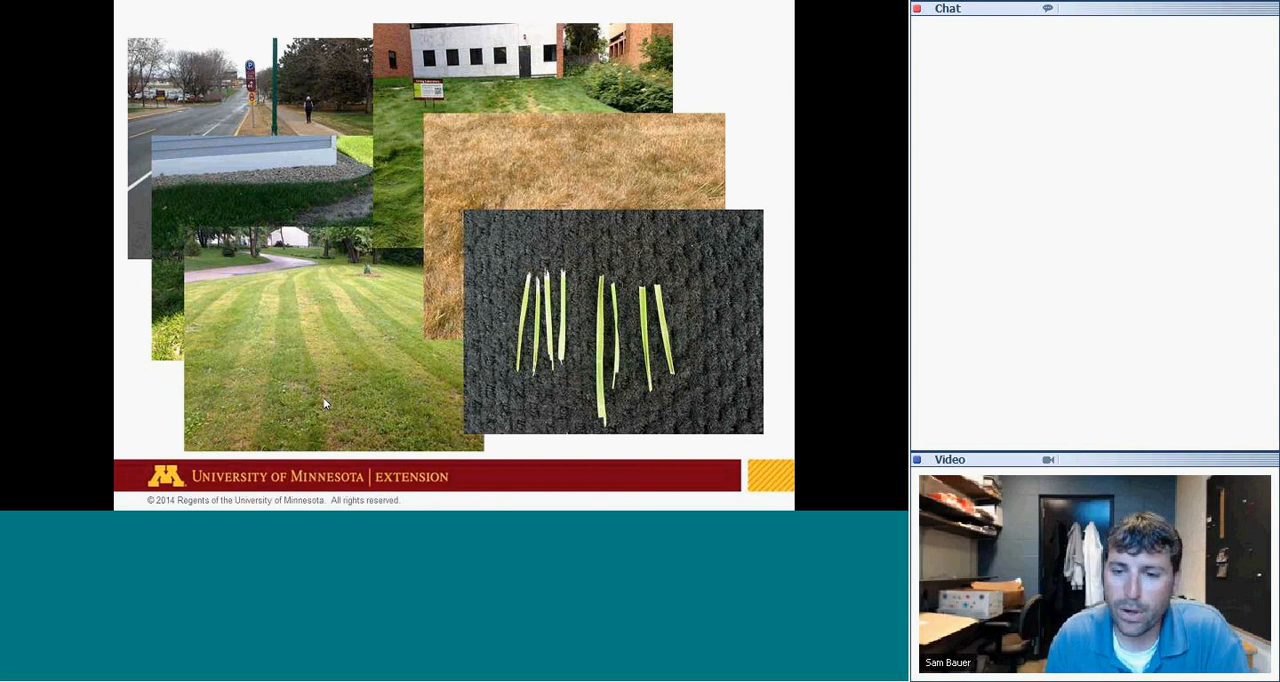 Chat
UNIVERSITY OF MINNESOTA | EXTENSION
© 2014 Regents of the University of Minnesota. All rights reserved.
Video
Sam Bauer